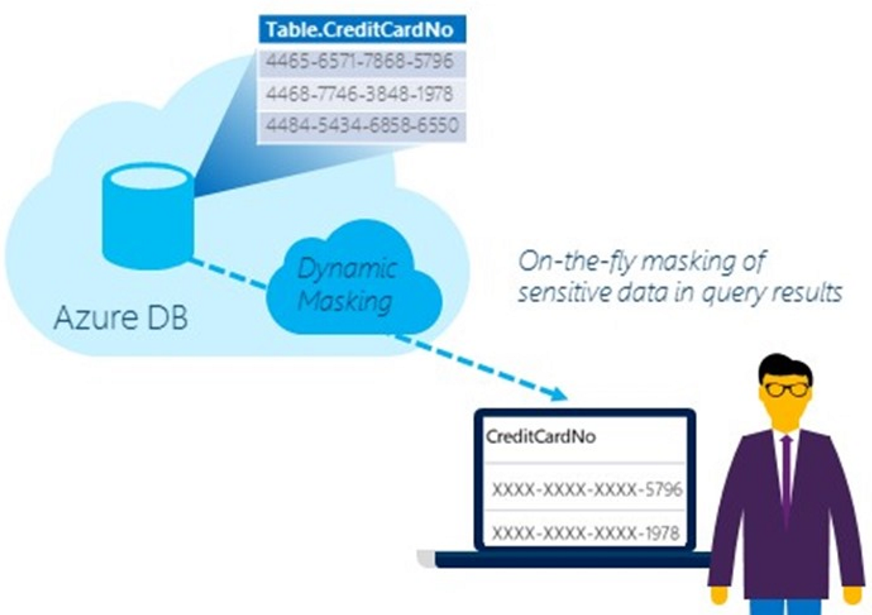 Table.CreditCardNo
4465-6571-7868-5796
4468-7746-3848-1978
4484-5434-6858-6550
Dynamic
Masking
Azure DB
On-the-fly masking of
sensitive data in query results
CreditCardNo
XXXX-XXXX-XXXX-5796
XXXX-XXXX-XXXX-1978